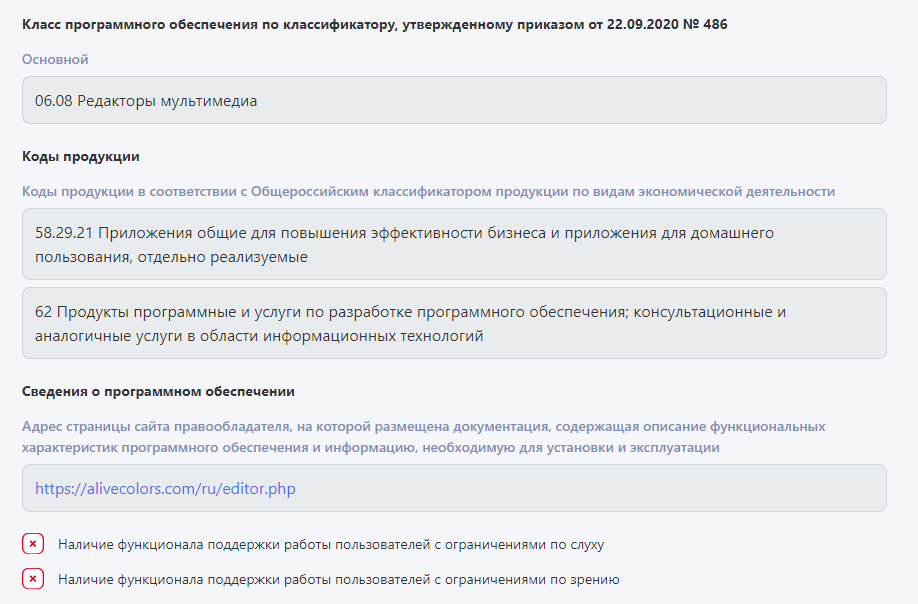 Класс программного обеспечения по классификатору, утвержденному приказом от 22.09.2020 № 486
Основной
06.08 Редакторы мультимедиа
Коды продукции
Коды продукции в соответствии с Общероссийским классификатором продукции по видам экономической деятельности
58.29.21 Приложения общие для повышения эффективности бизнеса и приложения для домашнего
пользования, отдельно реализуемые
62 Продукты программные и услуги по разработке программного обеспечения; консультационные и
аналогичные услуги в области информационных технологий
Сведения о программном обеспечении
Адрес страницы сайта правообладателя, на которой размещена документация, содержащая описание функциональных
характеристик программного обеспечения и информацию, необходимую для установки и эксплуатации
https://alivecolors.com/ru/editor.php
Наличие функционала поддержки работы пользователей с ограничениями по слуху
Наличие функционала поддержки работы пользователей с ограничениями по зрению